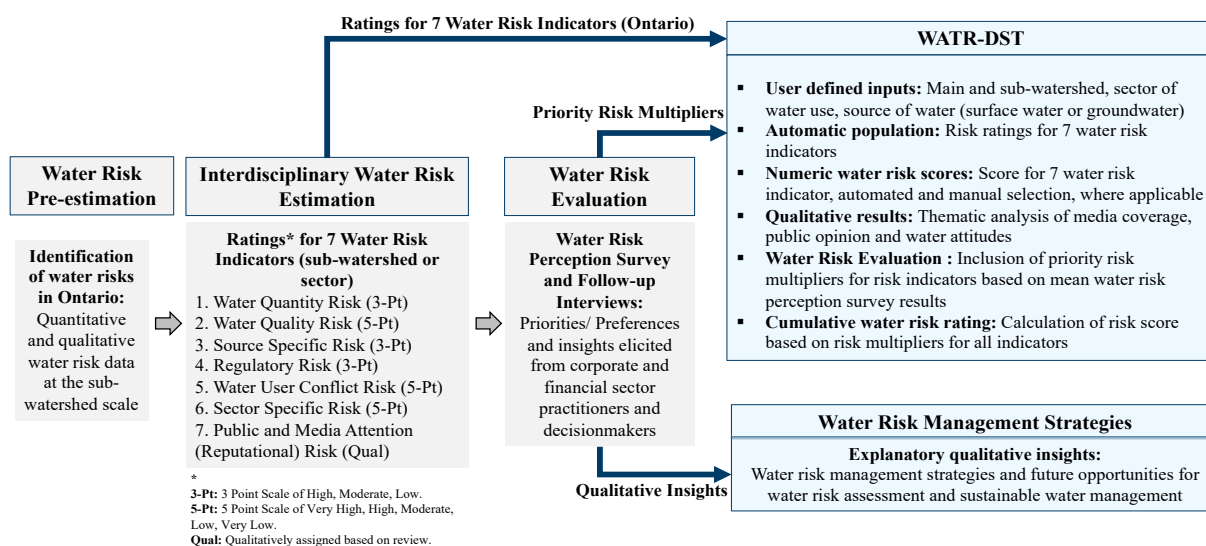 Ratings for 7 Water Risk Indicators (Ontario)
Priority Risk Multipliers
Water Risk
Pre-estimation
Identification
of water risks
in Ontario:
Quantitative
and qualitative
water risk data
at the sub-
watershed scale
Interdisciplinary Water Risk
Estimation
Ratings* for 7 Water Risk
Indicators (sub-watershed or
sector)
1. Water Quantity Risk (3-Pt)
2. Water Quality Risk (5-Pt)
3. Source Specific Risk (3-Pt)
4. Regulatory Risk (3-Pt)
5. Water User Conflict Risk (5-Pt)
6. Sector Specific Risk (5-Pt)
7. Public and Media Attention
(Reputational) Risk (Qual)
*
3-Pt: 3 Point Scale of High, Moderate, Low.
5-Pt: 5 Point Scale of Very High, High, Moderate,
Low, Very Low.
Qual: Qualitatively assigned based on review.
Water Risk
Evaluation
Water Risk
Perception Survey
and Follow-up
Interviews:
Priorities/ Preferences
and insights elicited
from corporate and
financial sector
practitioners and
decisionmakers
Qualitative Insights
WATR-DST
▪ User defined inputs: Main and sub-watershed, sector of
water use, source of water (surface water or groundwater)
▪ Automatic population: Risk ratings for 7 water risk
indicators
▪ Numeric water risk scores: Score for 7 water risk
indicator, automated and manual selection, where applicable
▪ Qualitative results: Thematic analysis of media coverage,
public opinion and water attitudes
▪ Water Risk Evaluation : Inclusion of priority risk
multipliers for risk indicators based on mean water risk
perception survey results
▪ Cumulative water risk rating: Calculation of risk score
based on risk multipliers for all indicators
Water Risk Management Strategies
Explanatory qualitative insights:
Water risk management strategies and future opportunities for
water risk assessment and sustainable water management